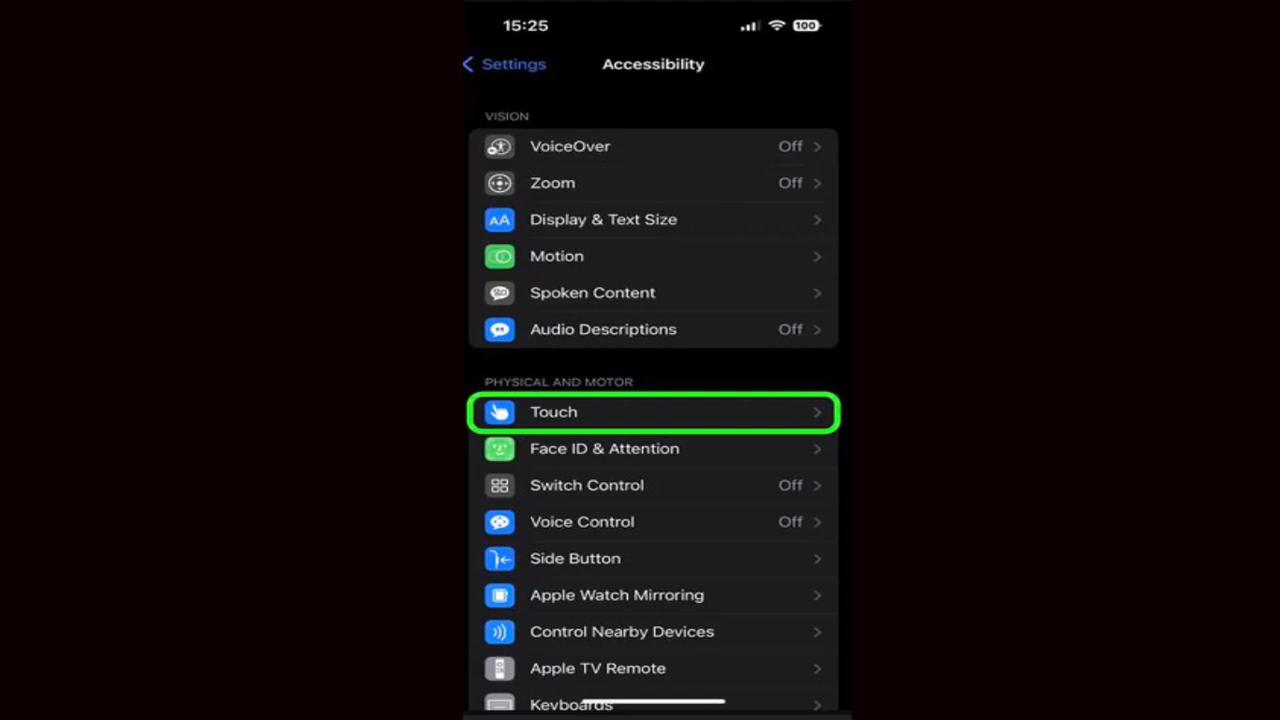 15:25 100
Settings Accessibility
VISION
VoiceOver Off
Zoom Off
AA Display & Text Size
Motion
Spoken Content
Audio Descriptions Off
PHYSICAL AND MOTOR
Touch
Face ID & Attention
Switch Control Off
Voice Control Off
Side Button
Apple Watch Mirroring
Control Nearby Devices
Apple TV Remote
Keyboards